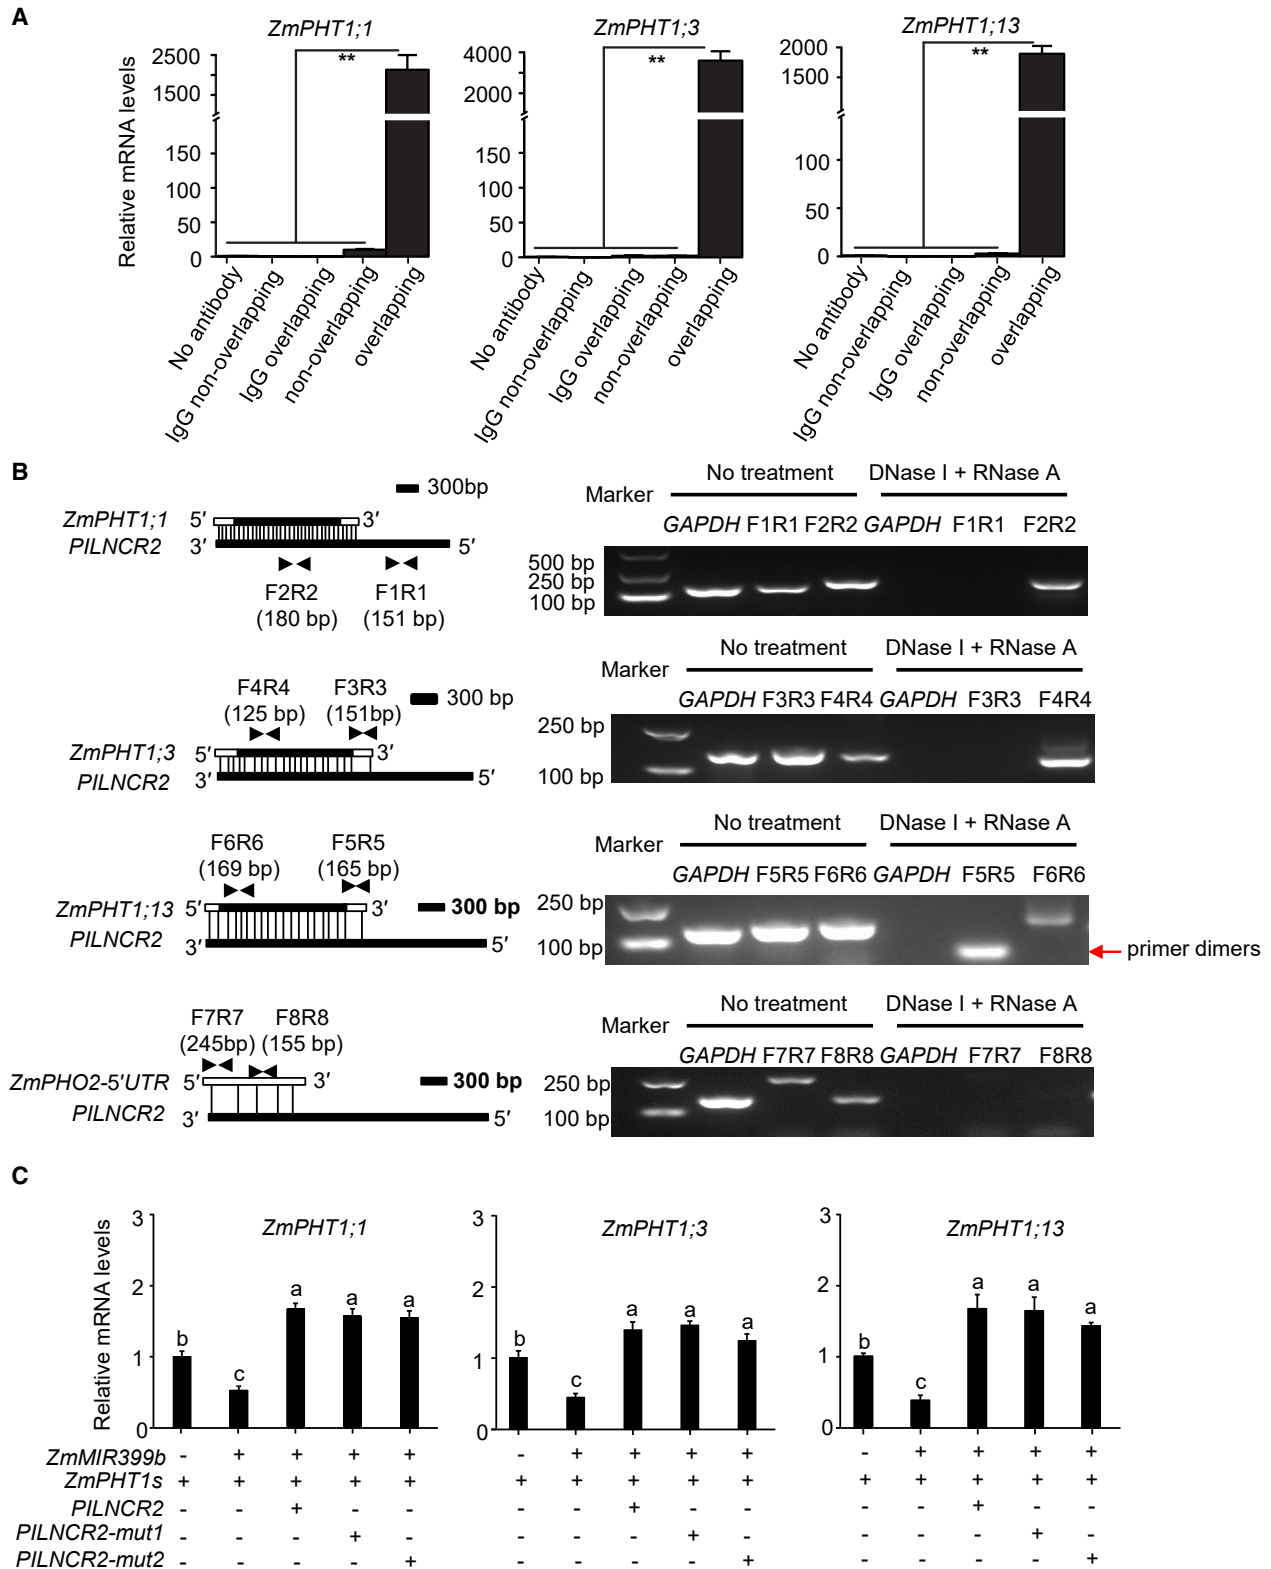 A
ZmPHT1;1
ZmPHT1;3
ZmPHT1;13
Relative mRNA levels
2500
1500
150
100
50
0
**
No antibody
IgG non-overlapping
IgG overlapping
non-overlapping
overlapping
4000
2000
150
100
50
0
**
No antibody
IgG non-overlapping
IgG overlapping
non-overlapping
overlapping
2000
1500
100
50
0
**
No antibody
IgG non-overlapping
IgG overlapping
non-overlapping
overlapping
B
300bp
ZmPHT1;1 5′ 3′
PILNCR2 3′ 5′
F2R2 F1R1
(180 bp) (151 bp)
No treatment DNase I + RNase A
Marker
GAPDH F1R1 F2R2 GAPDH F1R1 F2R2
500 bp
250 bp
100 bp
F4R4 F3R3
(125 bp) (151bp)
300 bp
ZmPHT1;3 5′ 3′
PILNCR2 3′ 5′
No treatment DNase I + RNase A
Marker
GAPDH F3R3 F4R4 GAPDH F3R3 F4R4
250 bp
100 bp
F6R6 F5R5
(169 bp) (165 bp)
ZmPHT1;13 5′ 3′ 300 bp
PILNCR2 3′ 5′
No treatment DNase I + RNase A
Marker
GAPDH F5R5 F6R6 GAPDH F5R5 F6R6
250 bp
100 bp
primer dimers
F7R7 F8R8
(245bp) (155 bp)
ZmPHO2-5′UTR 5′ 3′ 300 bp
PILNCR2 3′ 5′
No treatment DNase I + RNase A
Marker
GAPDH F7R7 F8R8 GAPDH F7R7 F8R8
250 bp
100 bp
C
Relative mRNA levels
ZmPHT1;1
3
2
1
0
b c a a a
ZmPHT1;3
3
2
1
0
b c a a a
ZmPHT1;13
3
2
1
0
b c a a a
ZmMIR399b - + + + + - + + + + - + + + +
ZmPHT1s + + + + + + + + + + + + + + +
PILNCR2 - - + - - - - + - - - - + - -
PILNCR2-mut1 - - - + - - - - + - - - - + -
PILNCR2-mut2 - - - - + - - - - + - - - - +